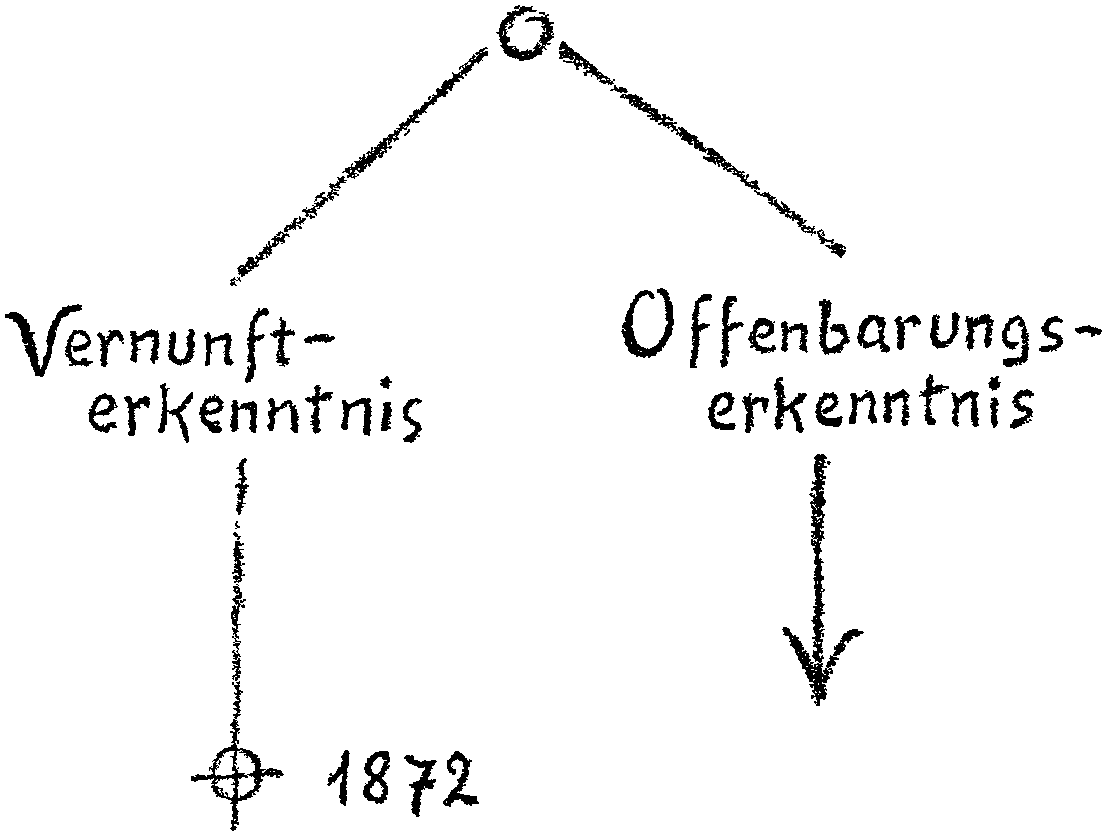 Vernunft-
erkenntnis
Offenbarungs-
erkenntnis
1872